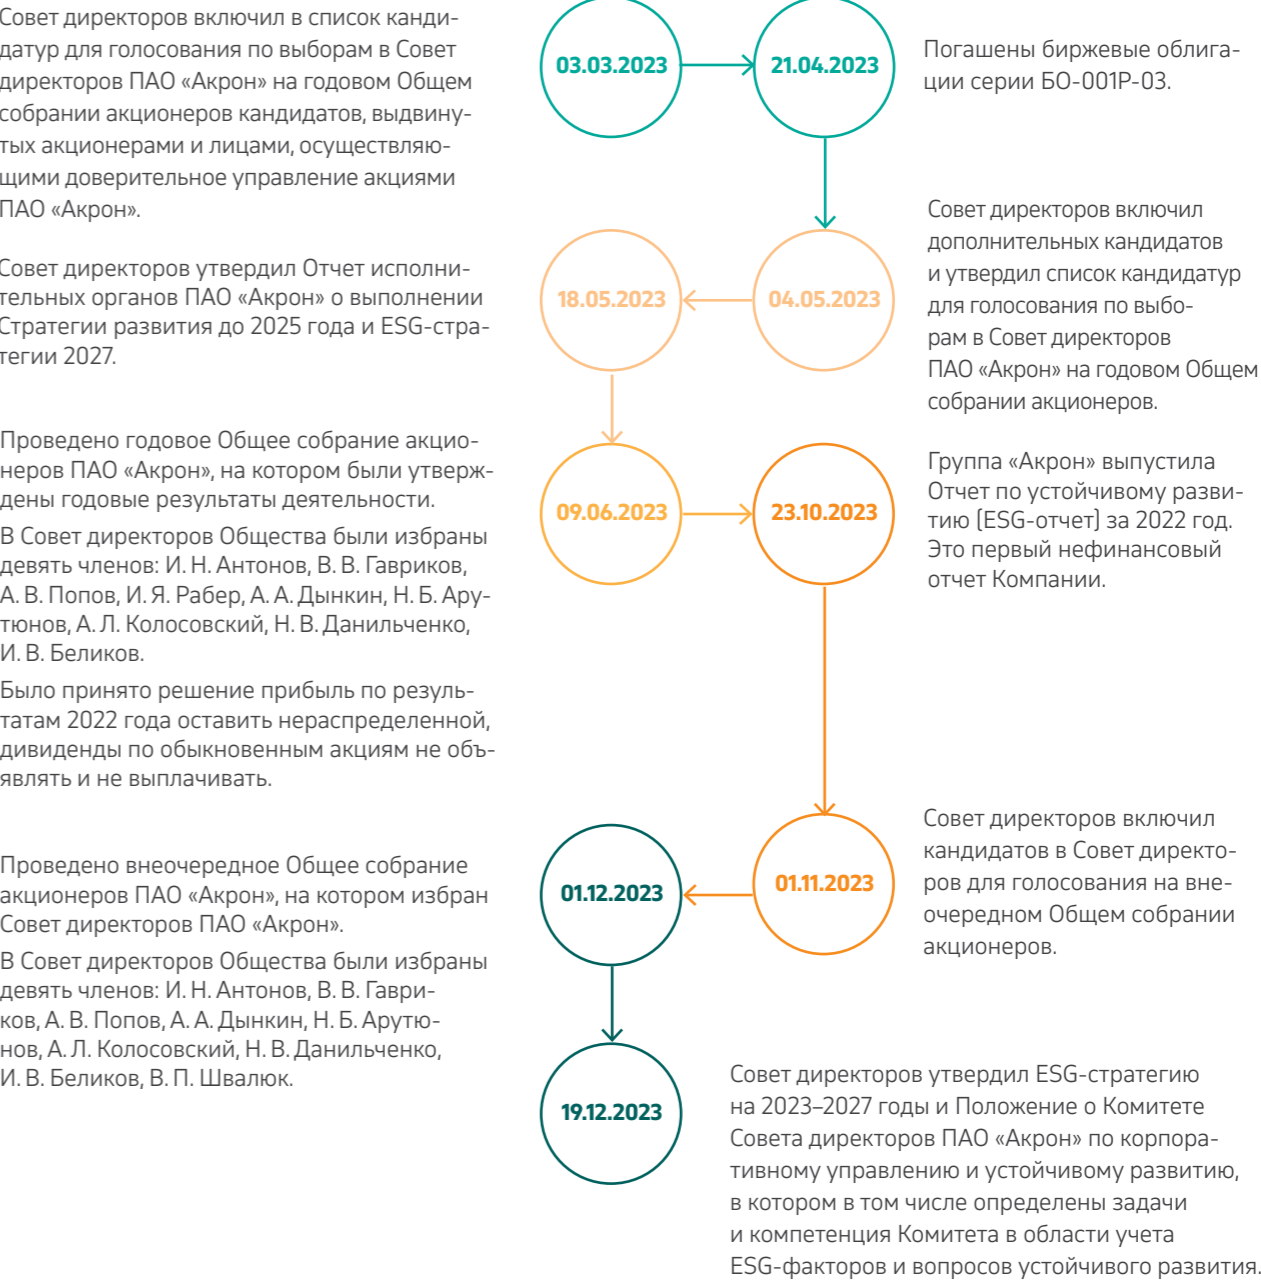 Совет директоров включил в список канди-
датур для голосования по выборам в Совет
директоров ПАО «Акрон» на годовом Общем
собрании акционеров кандидатов, выдвину-
тых акционерами и лицами, осуществляю-
щими доверительное управление акциями
ПАО «Акрон».
03.03.2023
21.04.2023
Погашены биржевые облига-
ции серии БО-001P-03.
Совет директоров включил
дополнительных кандидатов
и утвердил список кандидатур
для голосования по выбо-
рам в Совет директоров
ПАО «Акрон» на годовом Общем
собрании акционеров.
04.05.2023
18.05.2023
Совет директоров утвердил Отчет исполни-
тельных органов ПАО «Акрон» о выполнении
Стратегии развития до 2025 года и ESG-стра-
тегии 2027.
Проведено годовое Общее собрание акцио-
неров ПАО «Акрон», на котором были утверж-
дены годовые результаты деятельности.
В Совет директоров Общества были избраны
девять членов: И. Н. Антонов, В. В. Гавриков,
А. В. Попов, И. Я. Рабер, А. А. Дынкин, Н. Б. Ару-
тюнов, А. Л. Колосовский, Н. В. Данильченко,
И. В. Беликов.
Было принято решение прибыль по резуль-
татам 2022 года оставить нераспределенной,
дивиденды по обыкновенным акциям не объ-
являть и не выплачивать.
09.06.2023
23.10.2023
Группа «Акрон» выпустила
Отчет по устойчивому разви-
тию (ESG-отчет) за 2022 год.
Это первый нефинансовый
отчет Компании.
Совет директоров включил
кандидатов в Совет директо-
ров для голосования на вне-
очередном Общем собрании
акционеров.
01.11.2023
01.12.2023
Проведено внеочередное Общее собрание
акционеров ПАО «Акрон», на котором избран
Совет директоров ПАО «Акрон».
В Совет директоров Общества были избраны
девять членов: И. Н. Антонов, В. В. Гаври-
ков, А. В. Попов, А. А. Дынкин, Н. Б. Арутю-
нов, А. Л. Колосовский, Н. В. Данильченко,
И. В. Беликов, В. П. Швалюк.
19.12.2023
Совет директоров утвердил ESG-стратегию
на 2023–2027 годы и Положение о Комитете
Совета директоров ПАО «Акрон» по корпора-
тивному управлению и устойчивому развитию,
в котором в том числе определены задачи
и компетенция Комитета в области учета
ESG-факторов и вопросов устойчивого развития.